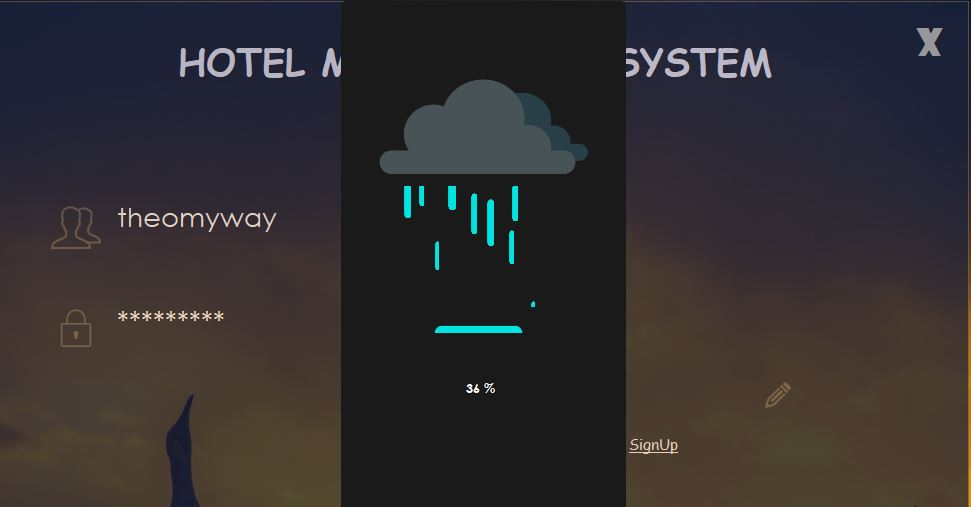 HOTEL M SYSTEM
X
theomyway
*********
36 %
SignUp